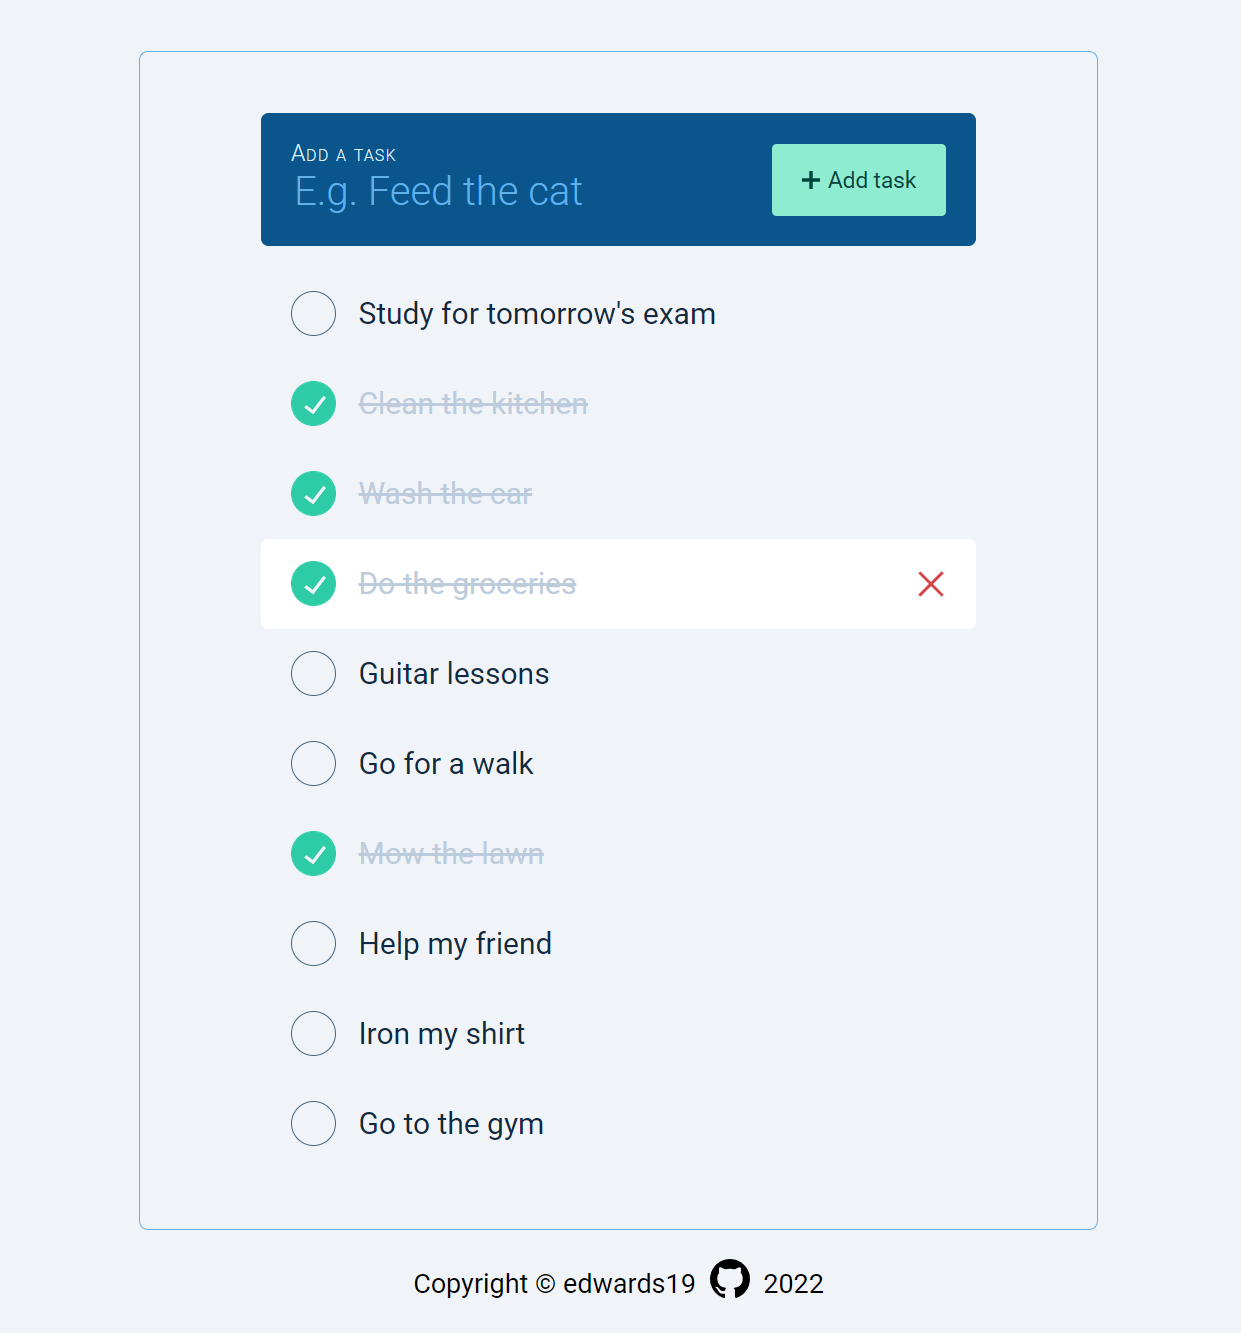 Add a task
E.g. Feed the cat
+ Add task
Study for tomorrow's exam
Clean the kitchen
Wash the car
Do the groceries
Guitar lessons
Go for a walk
Mow the lawn
Help my friend
Iron my shirt
Go to the gym
Copyright © edwards19 2022